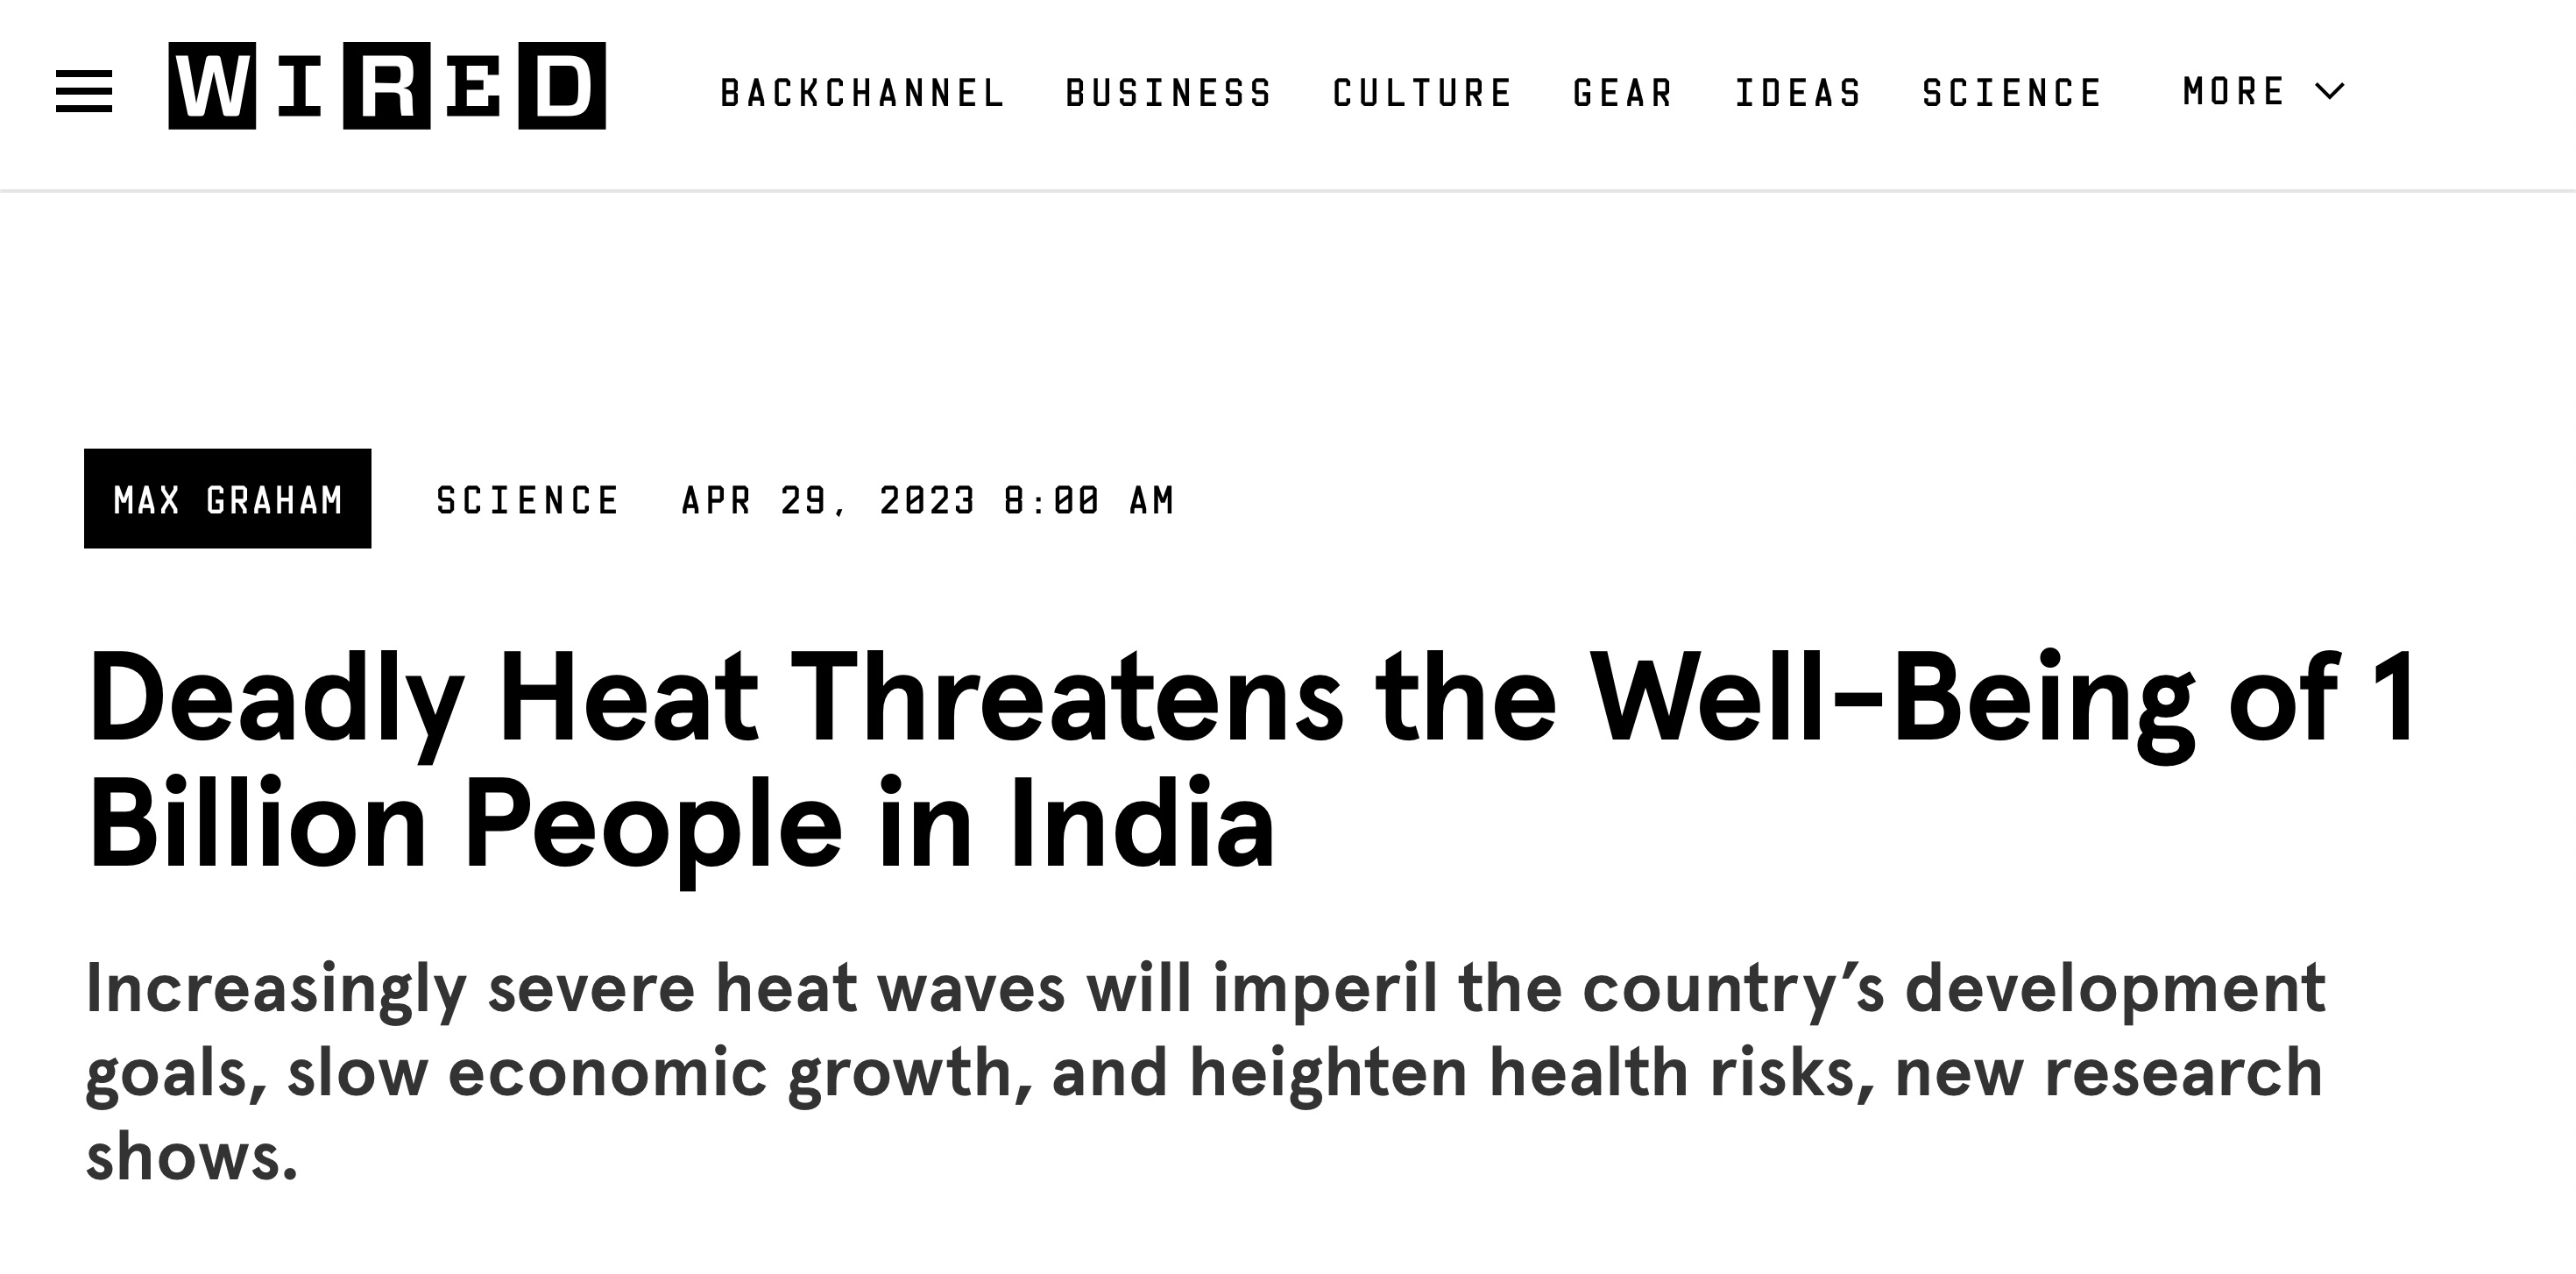 WIRED BACKCHANNEL BUSINESS CULTURE GEAR IDEAS SCIENCE MORE
MAX GRAHAM SCIENCE APR 29, 2023 8:00 AM
Deadly Heat Threatens the Well-Being of 1
Billion People in India
Increasingly severe heat waves will imperil the country’s development
goals, slow economic growth, and heighten health risks, new research
shows.